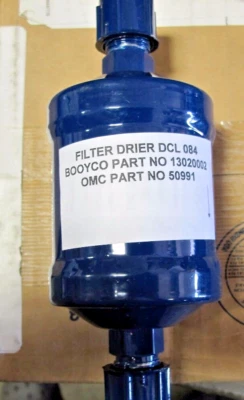 FILTER DRIER DCL 084
BOOYCO PART NO 13020002
OMC PART NO 50991